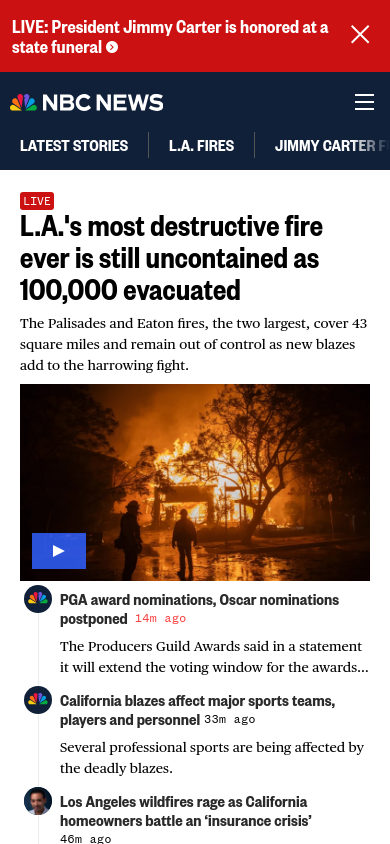 LIVE: President Jimmy Carter is honored at a
state funeral
NBC NEWS
LATEST STORIES
L.A. FIRES
JIMMY CARTER F
LIVE
L.A.'s most destructive fire
ever is still uncontained as
100,000 evacuated
The Palisades and Eaton fires, the two largest, cover 43
square miles and remain out of control as new blazes
add to the harrowing fight.
PGA award nominations, Oscar nominations
postponed 14m ago
The Producers Guild Awards said in a statement
it will extend the voting window for the awards...
California blazes affect major sports teams,
players and personnel 33m ago
Several professional sports are being affected by
the deadly blazes.
Los Angeles wildfires rage as California
homeowners battle an ‘insurance crisis’
46m ago